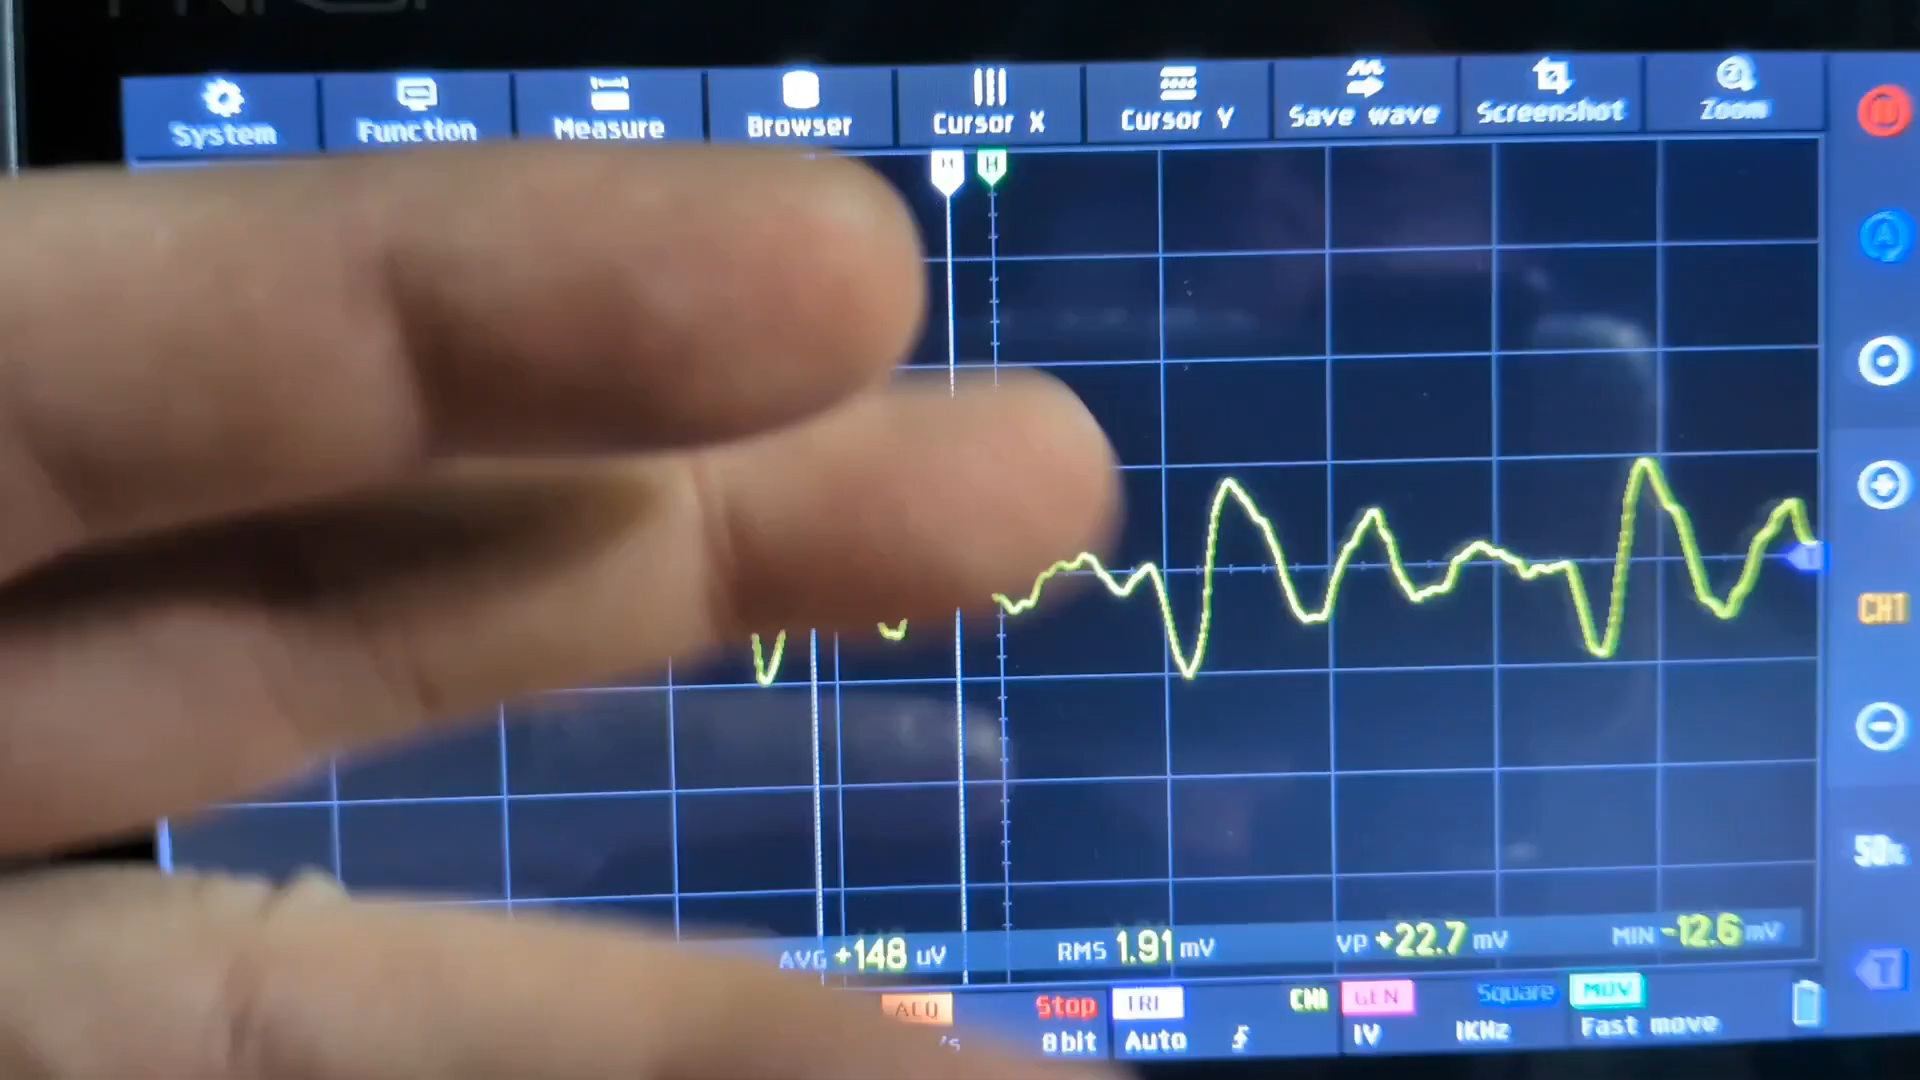 System Function Measure Browser Cursor X Cursor Y Save wave Screenshot Zoom
H
A
CH1
T
50%
AVG +148 uV RMS 1.91 mV VP +22.7 mV MIN -12.6 mV
T
ACQ Stop TRI CH1 GEN Square MOV
/s 8bit Auto 1V 1KHz Fast move